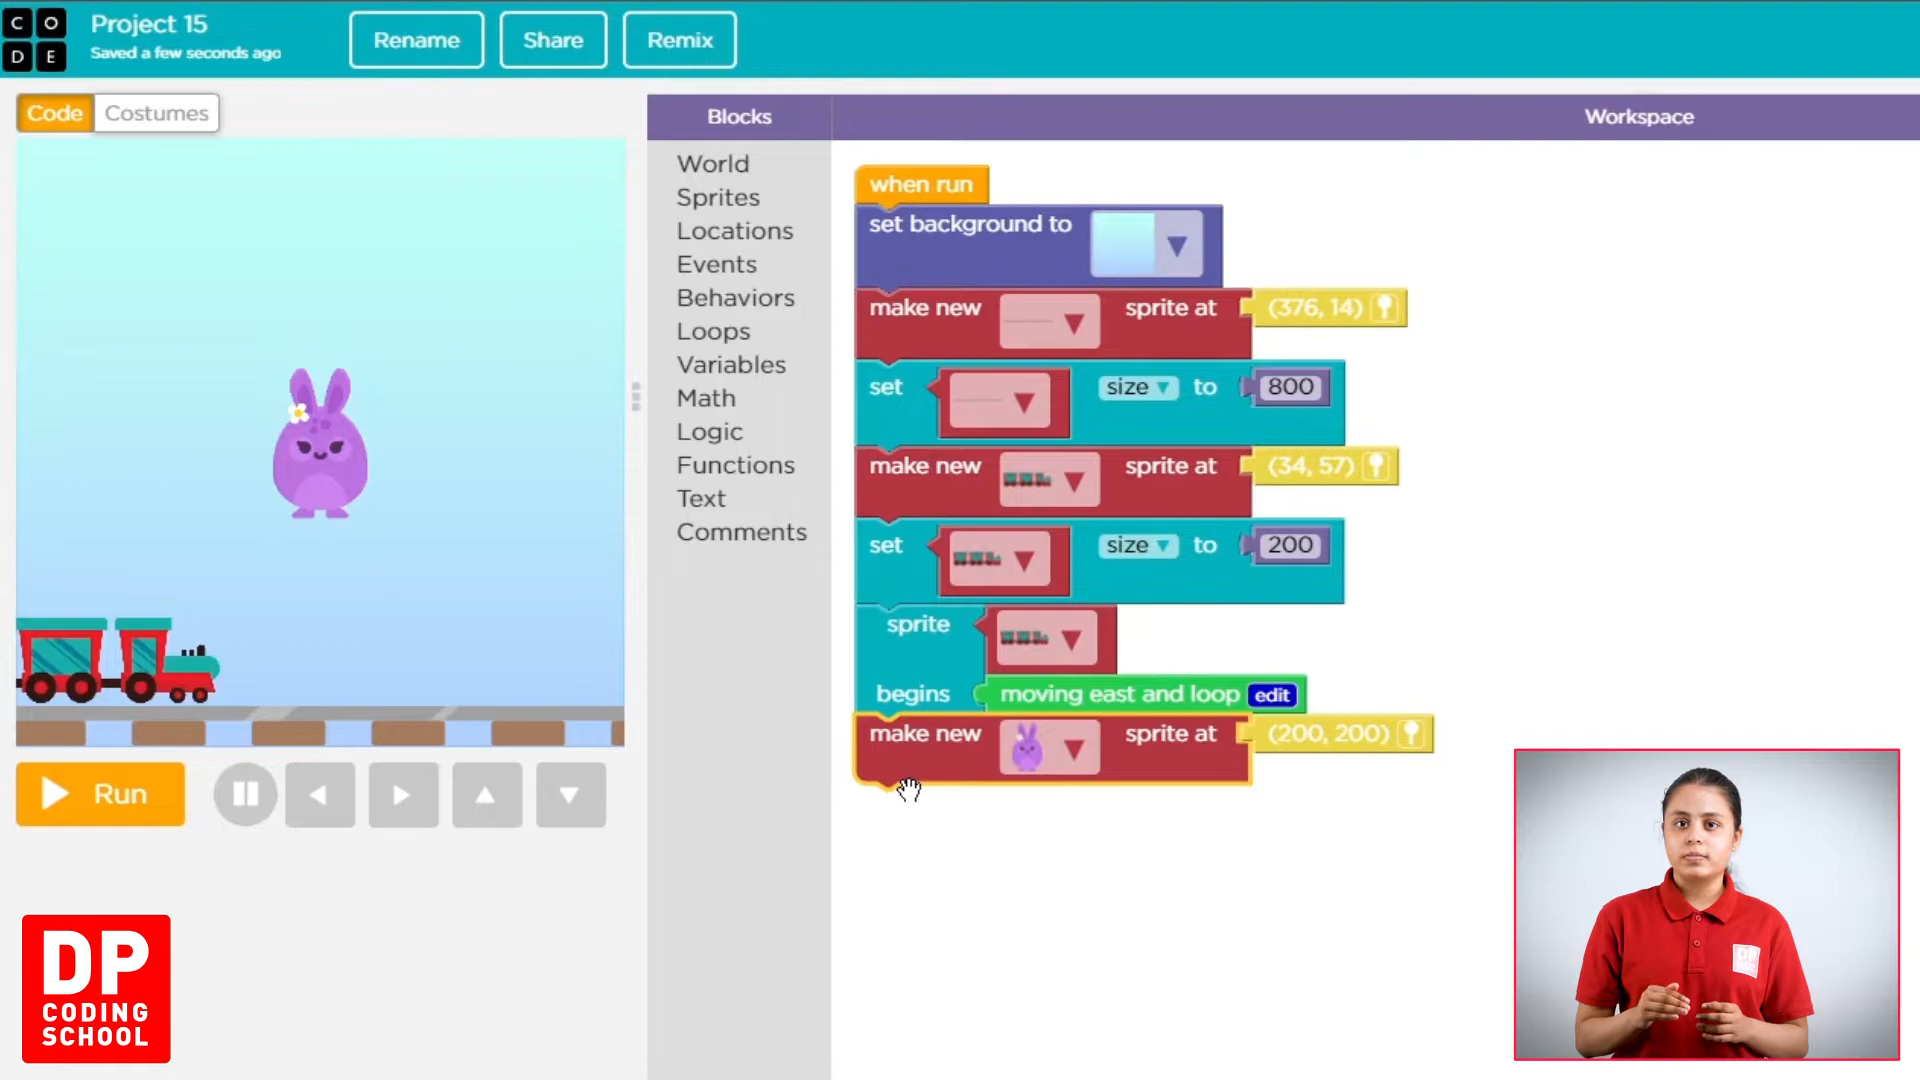 C O
D E
Project 15
Saved a few seconds ago
Rename
Share
Remix
Code
Costumes
Blocks
Workspace
World
Sprites
Locations
Events
Behaviors
Loops
Variables
Math
Logic
Functions
Text
Comments
when run
set background to
make new sprite at (376, 14)
set size to 800
make new sprite at (34, 57)
set size to 200
sprite
begins moving east and loop edit
make new sprite at (200, 200)
Run
DP
CODING
SCHOOL
DP